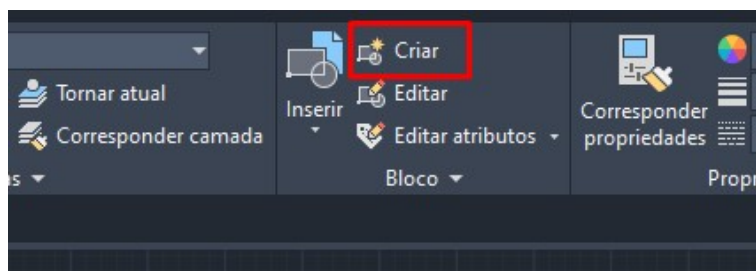 Criar
Tornar atual
Editar
Inserir
Corresponder camada
Editar atributos
Corresponder
propriedades
Bloco